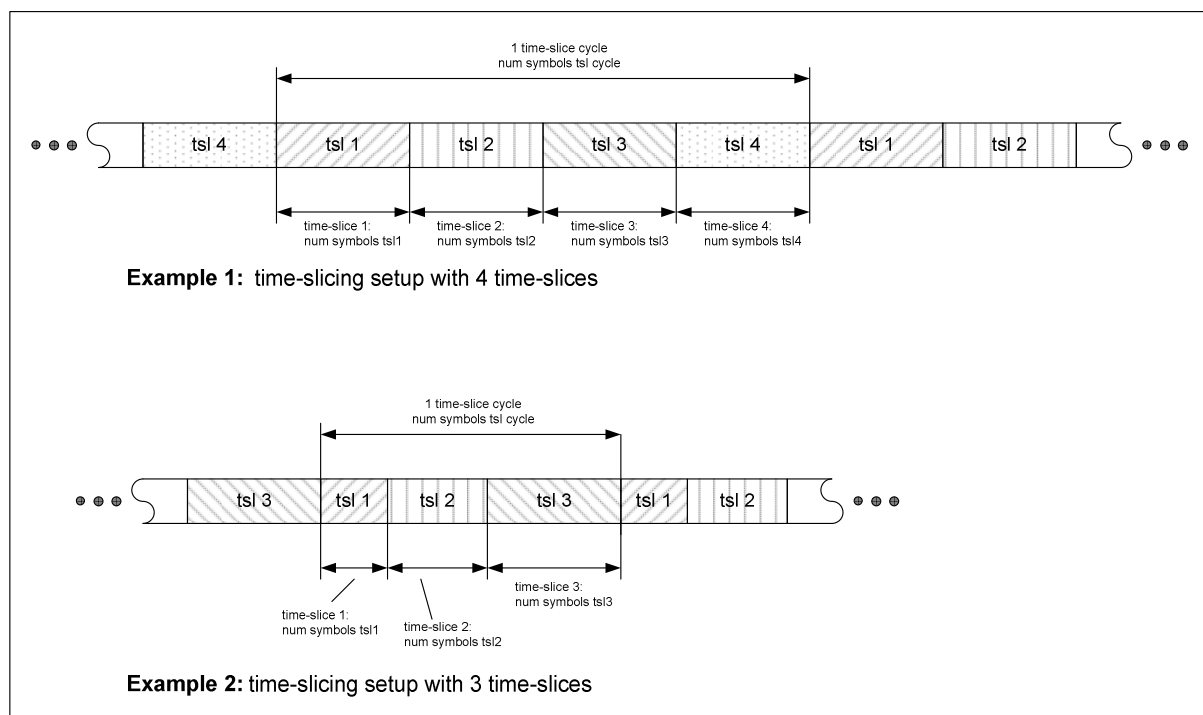 1 time-slice cycle
num symbols tsl cycle
tsl 4 tsl 1 tsl 2 tsl 3 tsl 4 tsl 1 tsl 2
time-slice 1: time-slice 2: time-slice 3: time-slice 4:
num symbols tsl1 num symbols tsl2 num symbols tsl3 num symbols tsl4
Example 1: time-slicing setup with 4 time-slices
1 time-slice cycle
num symbols tsl cycle
tsl 3 tsl 1 tsl 2 tsl 3 tsl 1 tsl 2
time-slice 3:
num symbols tsl3
time-slice 1:
num symbols tsl1
time-slice 2:
num symbols tsl2
Example 2: time-slicing setup with 3 time-slices